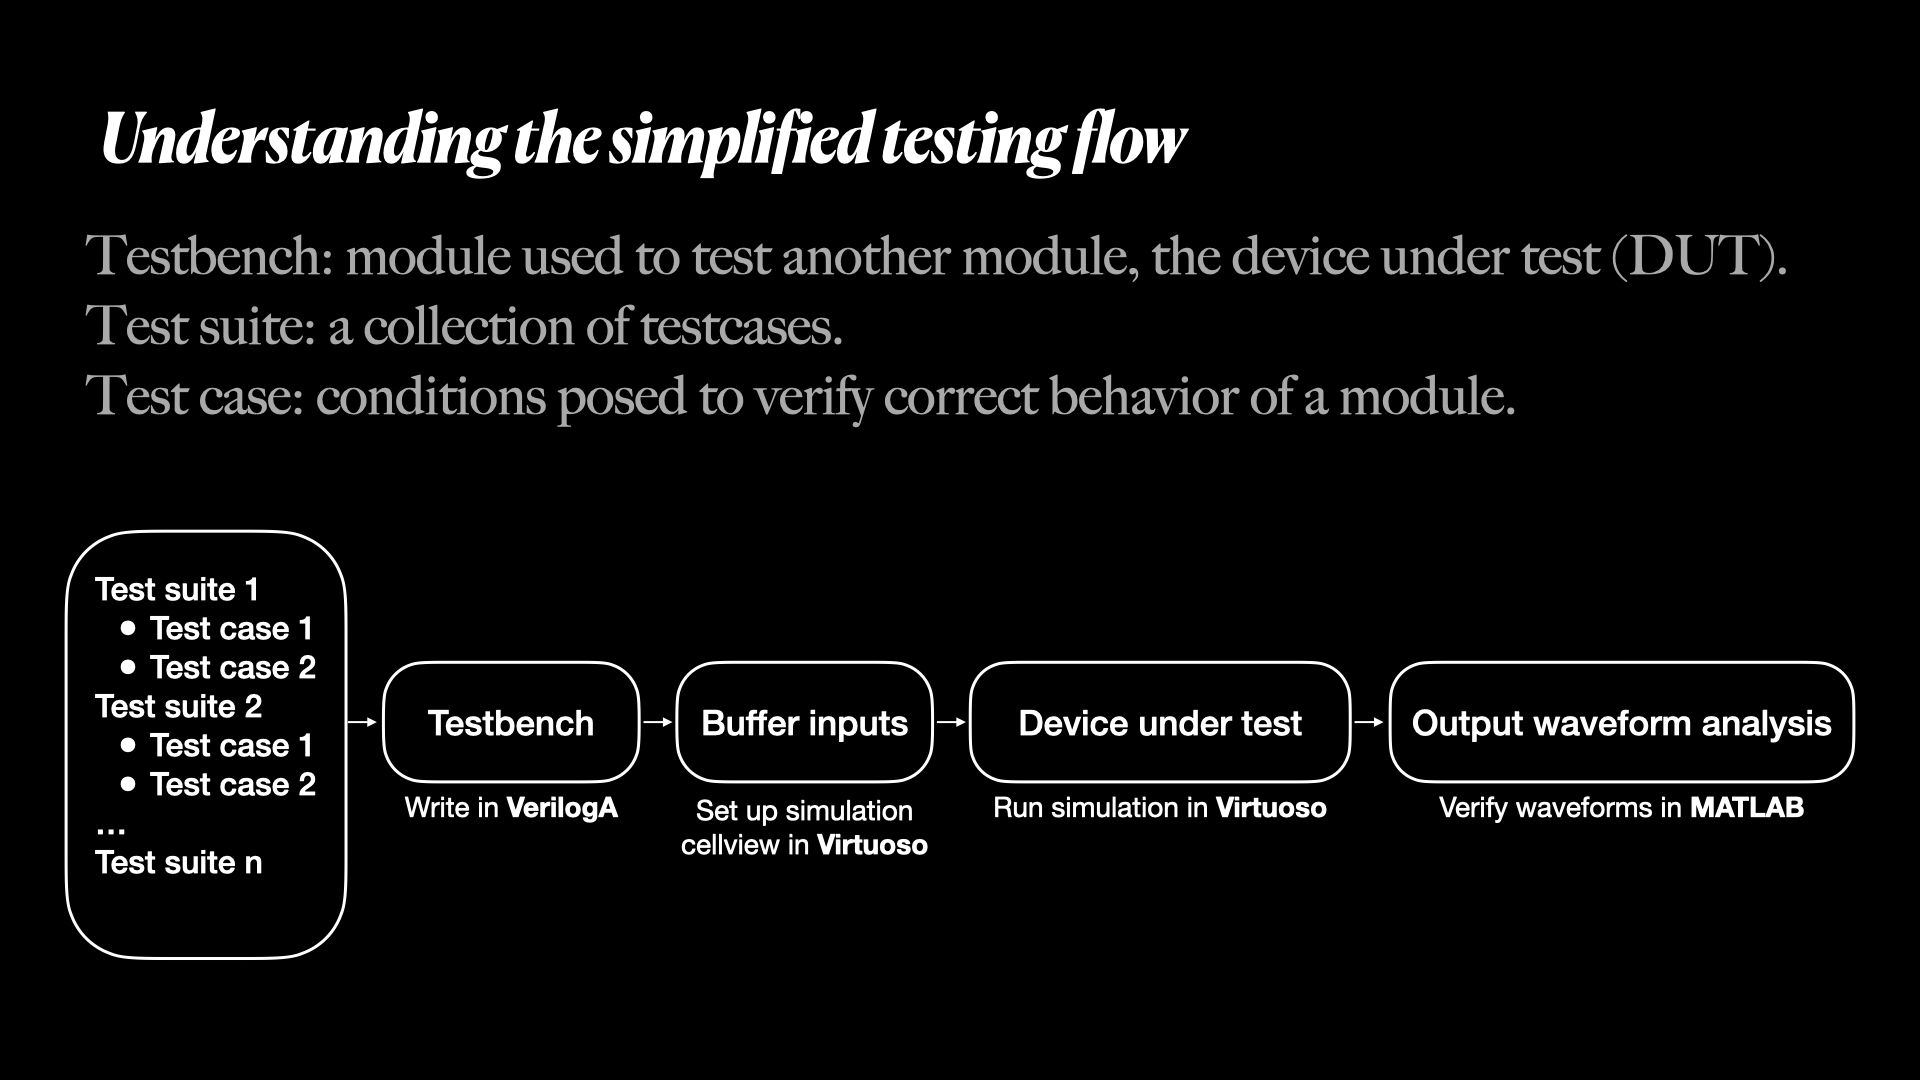 Understanding the simplified testing flow
Testbench: module used to test another module, the device under test (DUT).
Test suite: a collection of testcases.
Test case: conditions posed to verify correct behavior of a module.
Test suite 1
• Test case 1
• Test case 2
Test suite 2
• Test case 1
• Test case 2
...
Test suite n
Testbench
Write in VerilogA
Buffer inputs
Set up simulation
cellview in Virtuoso
Device under test
Run simulation in Virtuoso
Output waveform analysis
Verify waveforms in MATLAB